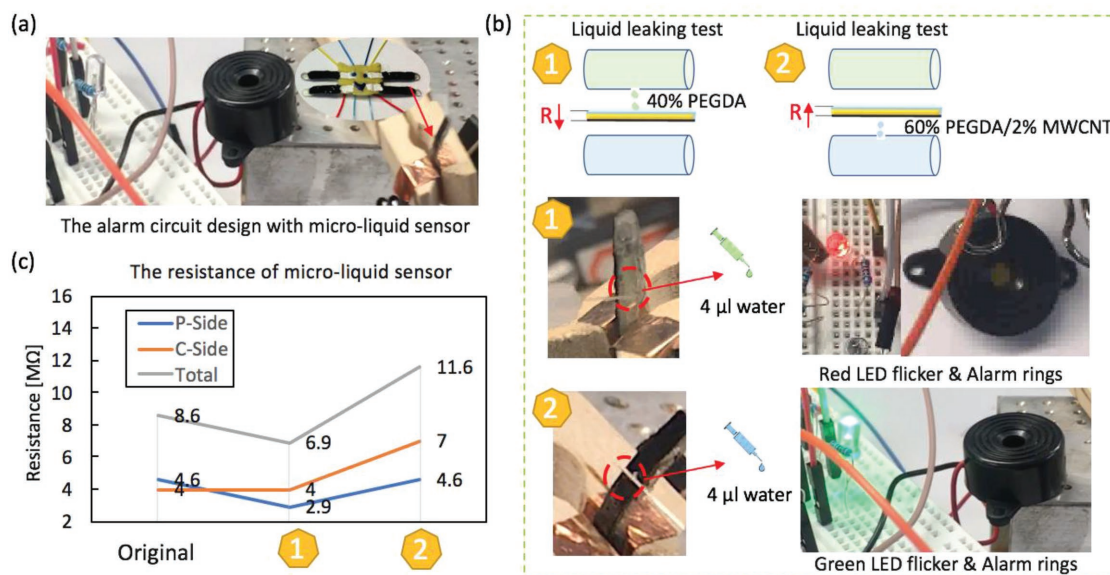 (a)
The alarm circuit design with micro-liquid sensor
(b)
Liquid leaking test
1
40% PEGDA
R↓
Liquid leaking test
2
60% PEGDA/2% MWCNT
R↑
1
4 µl water
Red LED flicker & Alarm rings
2
4 µl water
Green LED flicker & Alarm rings
(c)
The resistance of micro-liquid sensor
Resistance [MΩ]
16
14
12
10
8
6
4
2
P-Side
C-Side
Total
8.6
6.9
11.6
4.6
4
4
2.9
7
4.6
Original
1
2